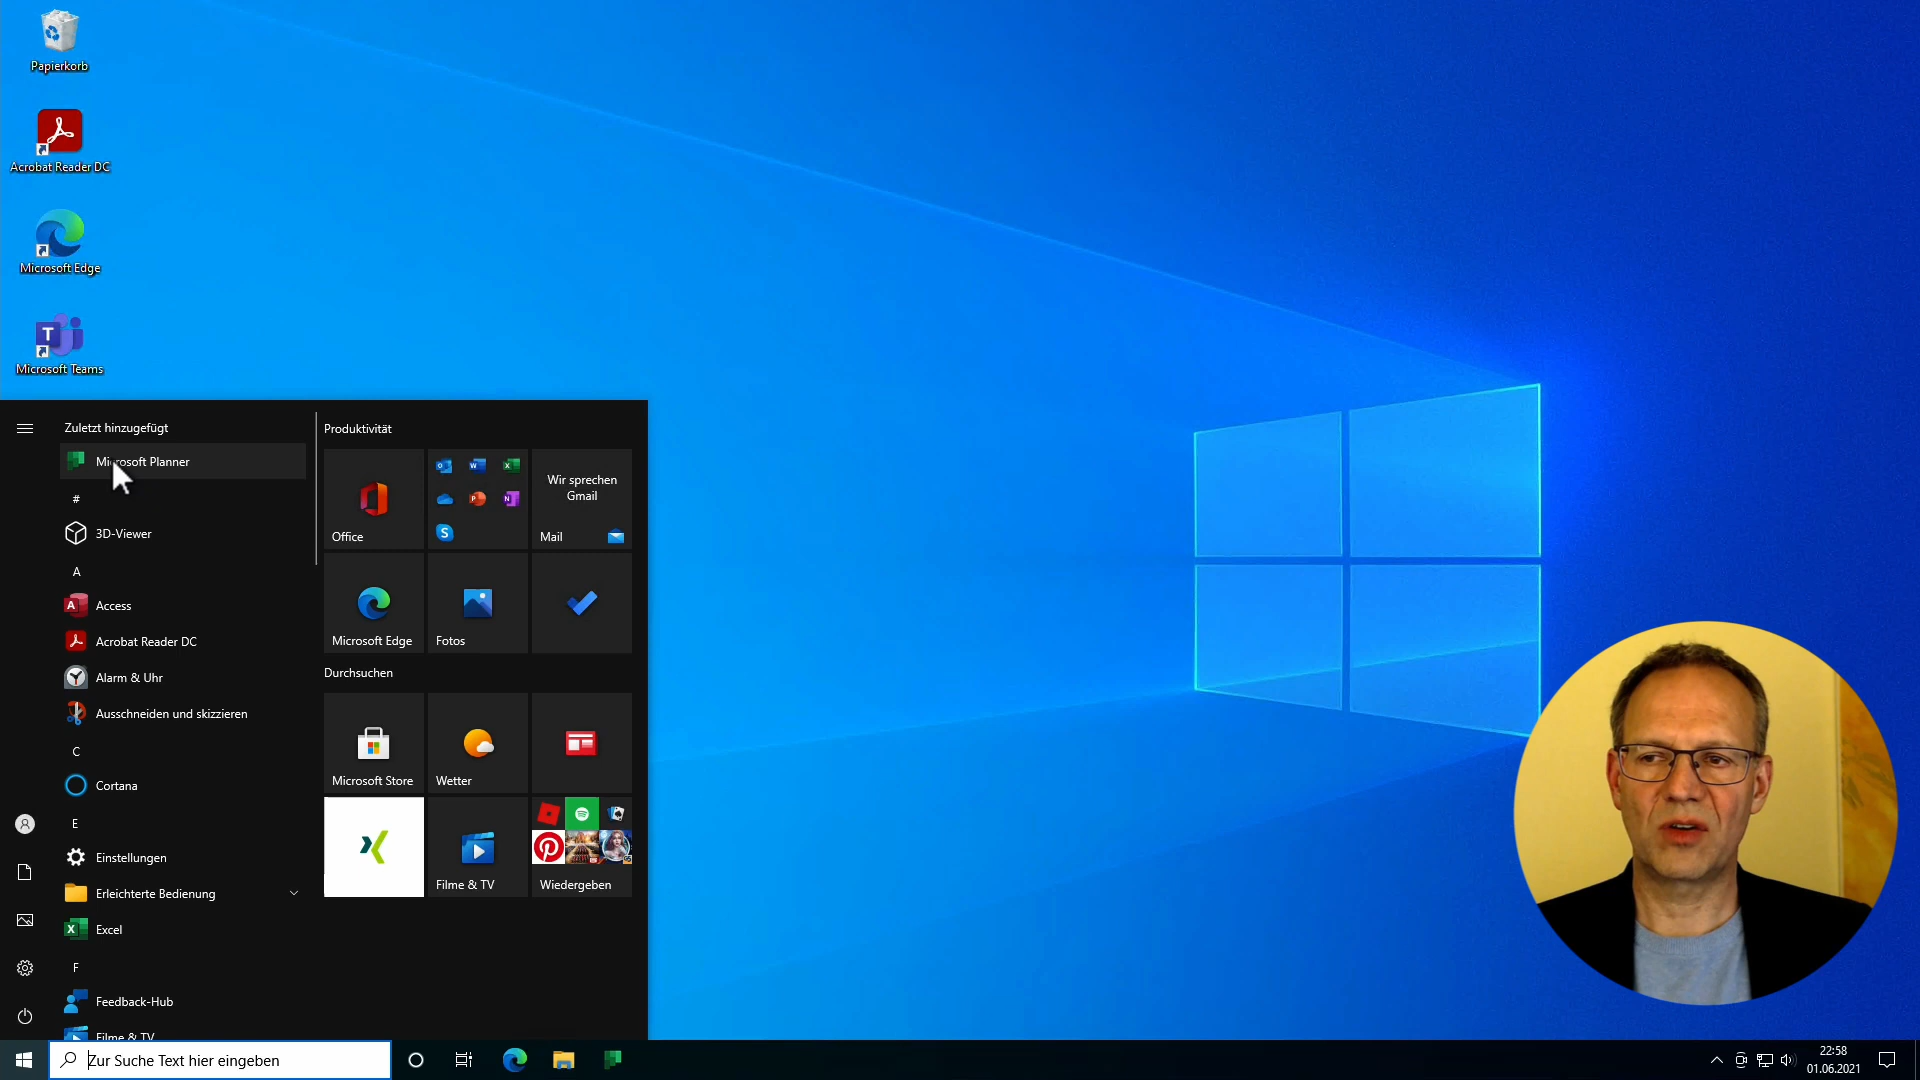 Papierkorb
Acrobat Reader DC
Microsoft Edge
Microsoft Teams
Zuletzt hinzugefügt
Microsoft Planner
#
3D-Viewer
A
Access
Acrobat Reader DC
Alarm & Uhr
Ausschneiden und skizzieren
C
Cortana
E
Einstellungen
Erleichterte Bedienung
Excel
F
Feedback-Hub
Filme & TV
Produktivität
Office
Wir sprechen
Gmail
Mail
Microsoft Edge
Fotos
Durchsuchen
Microsoft Store
Wetter
Filme & TV
Wiedergeben
Zur Suche Text hier eingeben
22:58
01.06.2021